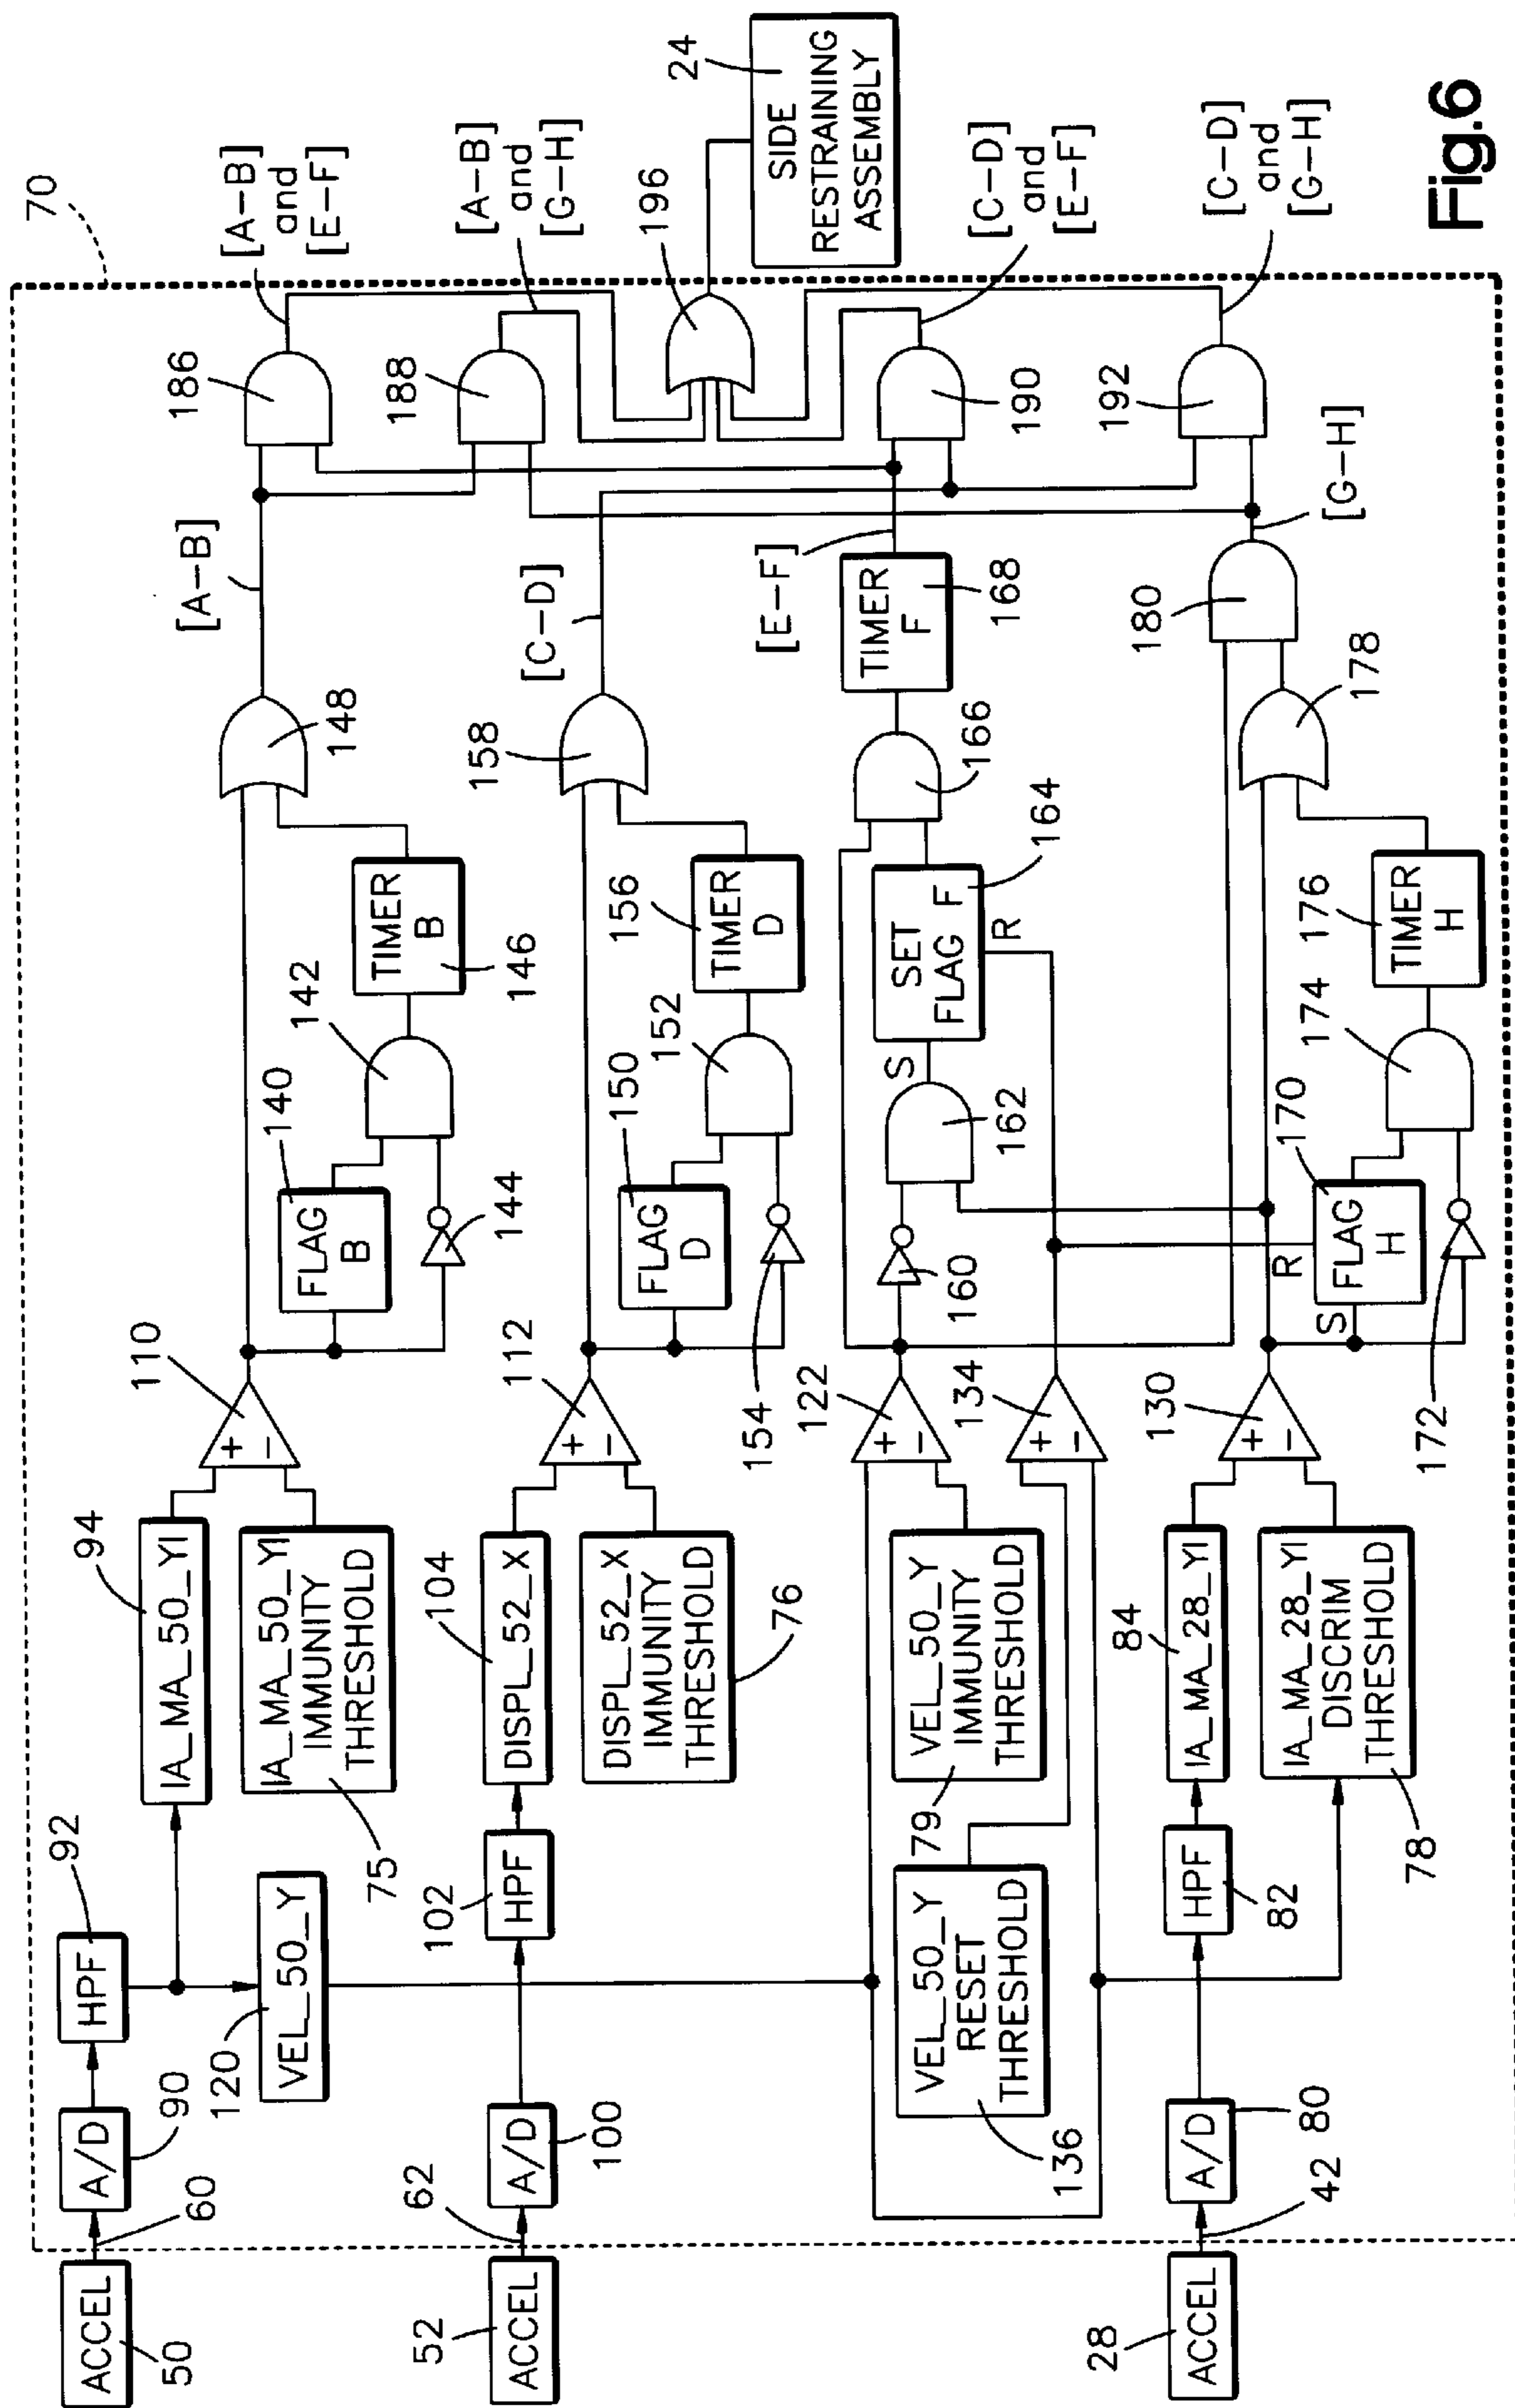 70
ACCEL
50
60
A/D
90
HPF
92
120
VEL_50_Y
94
IA_MA_50_YI
IA_MA_50_YI
IMMUNITY
THRESHOLD
75
110
+
−
140
FLAG
B
144
142
TIMER
B
146
148
[A−B]
186
[A−B]
and
[E−F]
188
[A−B]
and
[G−H]
ACCEL
52
62
A/D
100
102
HPF
104
DISPL_52_X
DISPL_52_X
IMMUNITY
THRESHOLD
76
112
+
−
150
FLAG
D
154
152
156
TIMER
D
158
[C−D]
196
24
SIDE
RESTRAINING
ASSEMBLY
VEL_50_Y
RESET
THRESHOLD
136
79
VEL_50_Y
IMMUNITY
THRESHOLD
122
+
−
134
+
−
160
162
S
SET
FLAG F
R
164
166
TIMER
F
168
[E−F]
190
[C−D]
and
[E−F]
ACCEL
28
42
A/D
80
HPF
82
84
IA_MA_28_YI
IA_MA_28_YI
DISCRIM
THRESHOLD
78
130
+
−
S
R
FLAG
H
170
172
174
176
TIMER
H
178
180
[G−H]
192
[C−D]
and
[G−H]
Fig.6